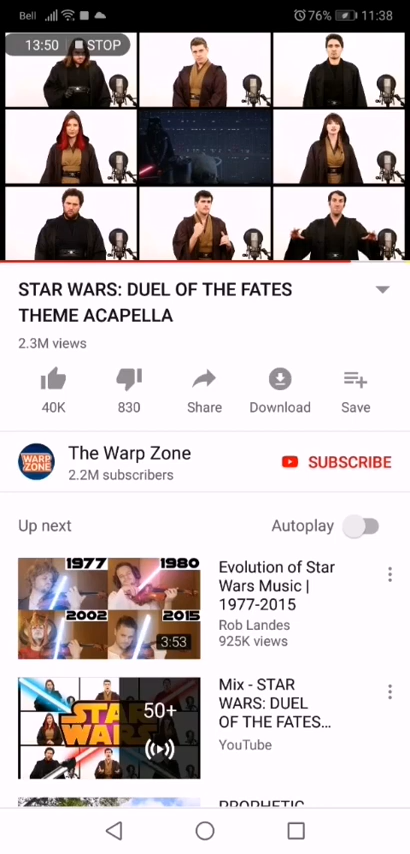 Bell 76% 11:38
13:50 STOP
STAR WARS: DUEL OF THE FATES
THEME ACAPELLA
2.3M views
40K 830 Share Download Save
WARP
ZONE
The Warp Zone
2.2M subscribers
SUBSCRIBE
Up next
Autoplay
1977 1980
2002 2015
3:53
Evolution of Star
Wars Music |
1977-2015
Rob Landes
925K views
STAR
WARS
50+
Mix - STAR
WARS: DUEL
OF THE FATES...
YouTube
PROPHETIC